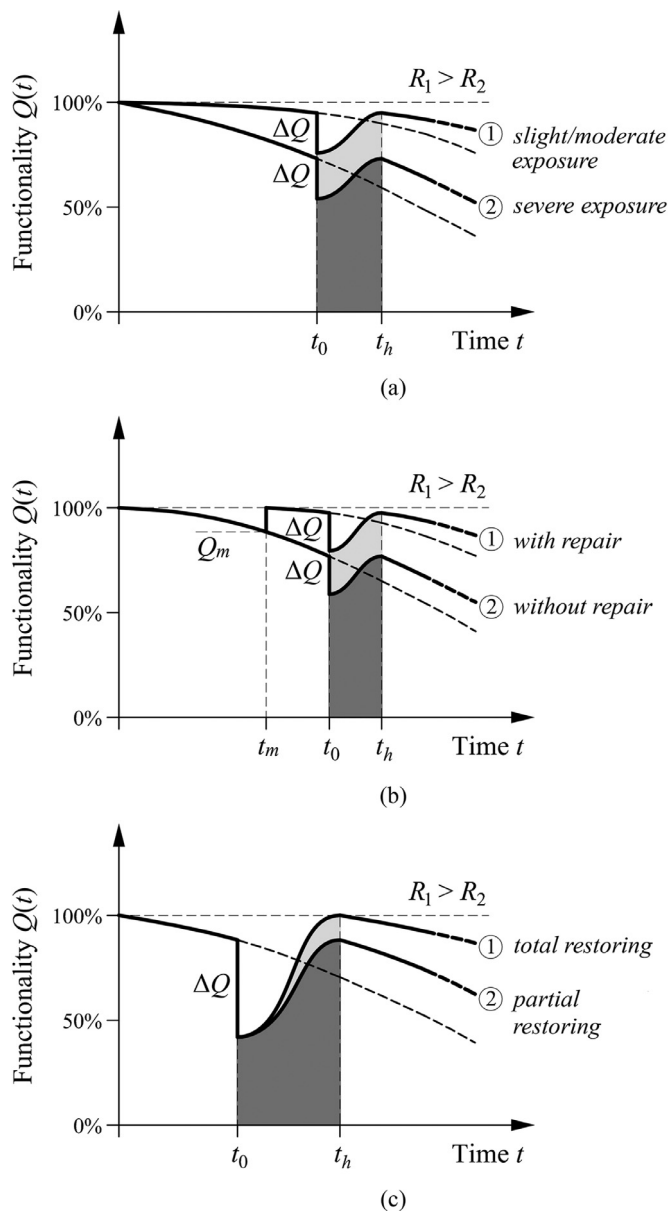 Functionality Q(t)
R₁ > R₂
100%
ΔQ
ΔQ
50%
0%
① slight/moderate
exposure
② severe exposure
t₀
tₕ
Time t
(a)
Functionality Q(t)
R₁ > R₂
100%
Qₘ
ΔQ
ΔQ
50%
0%
① with repair
② without repair
tₘ
t₀
tₕ
Time t
(b)
Functionality Q(t)
R₁ > R₂
100%
ΔQ
50%
0%
① total restoring
② partial
restoring
t₀
tₕ
Time t
(c)